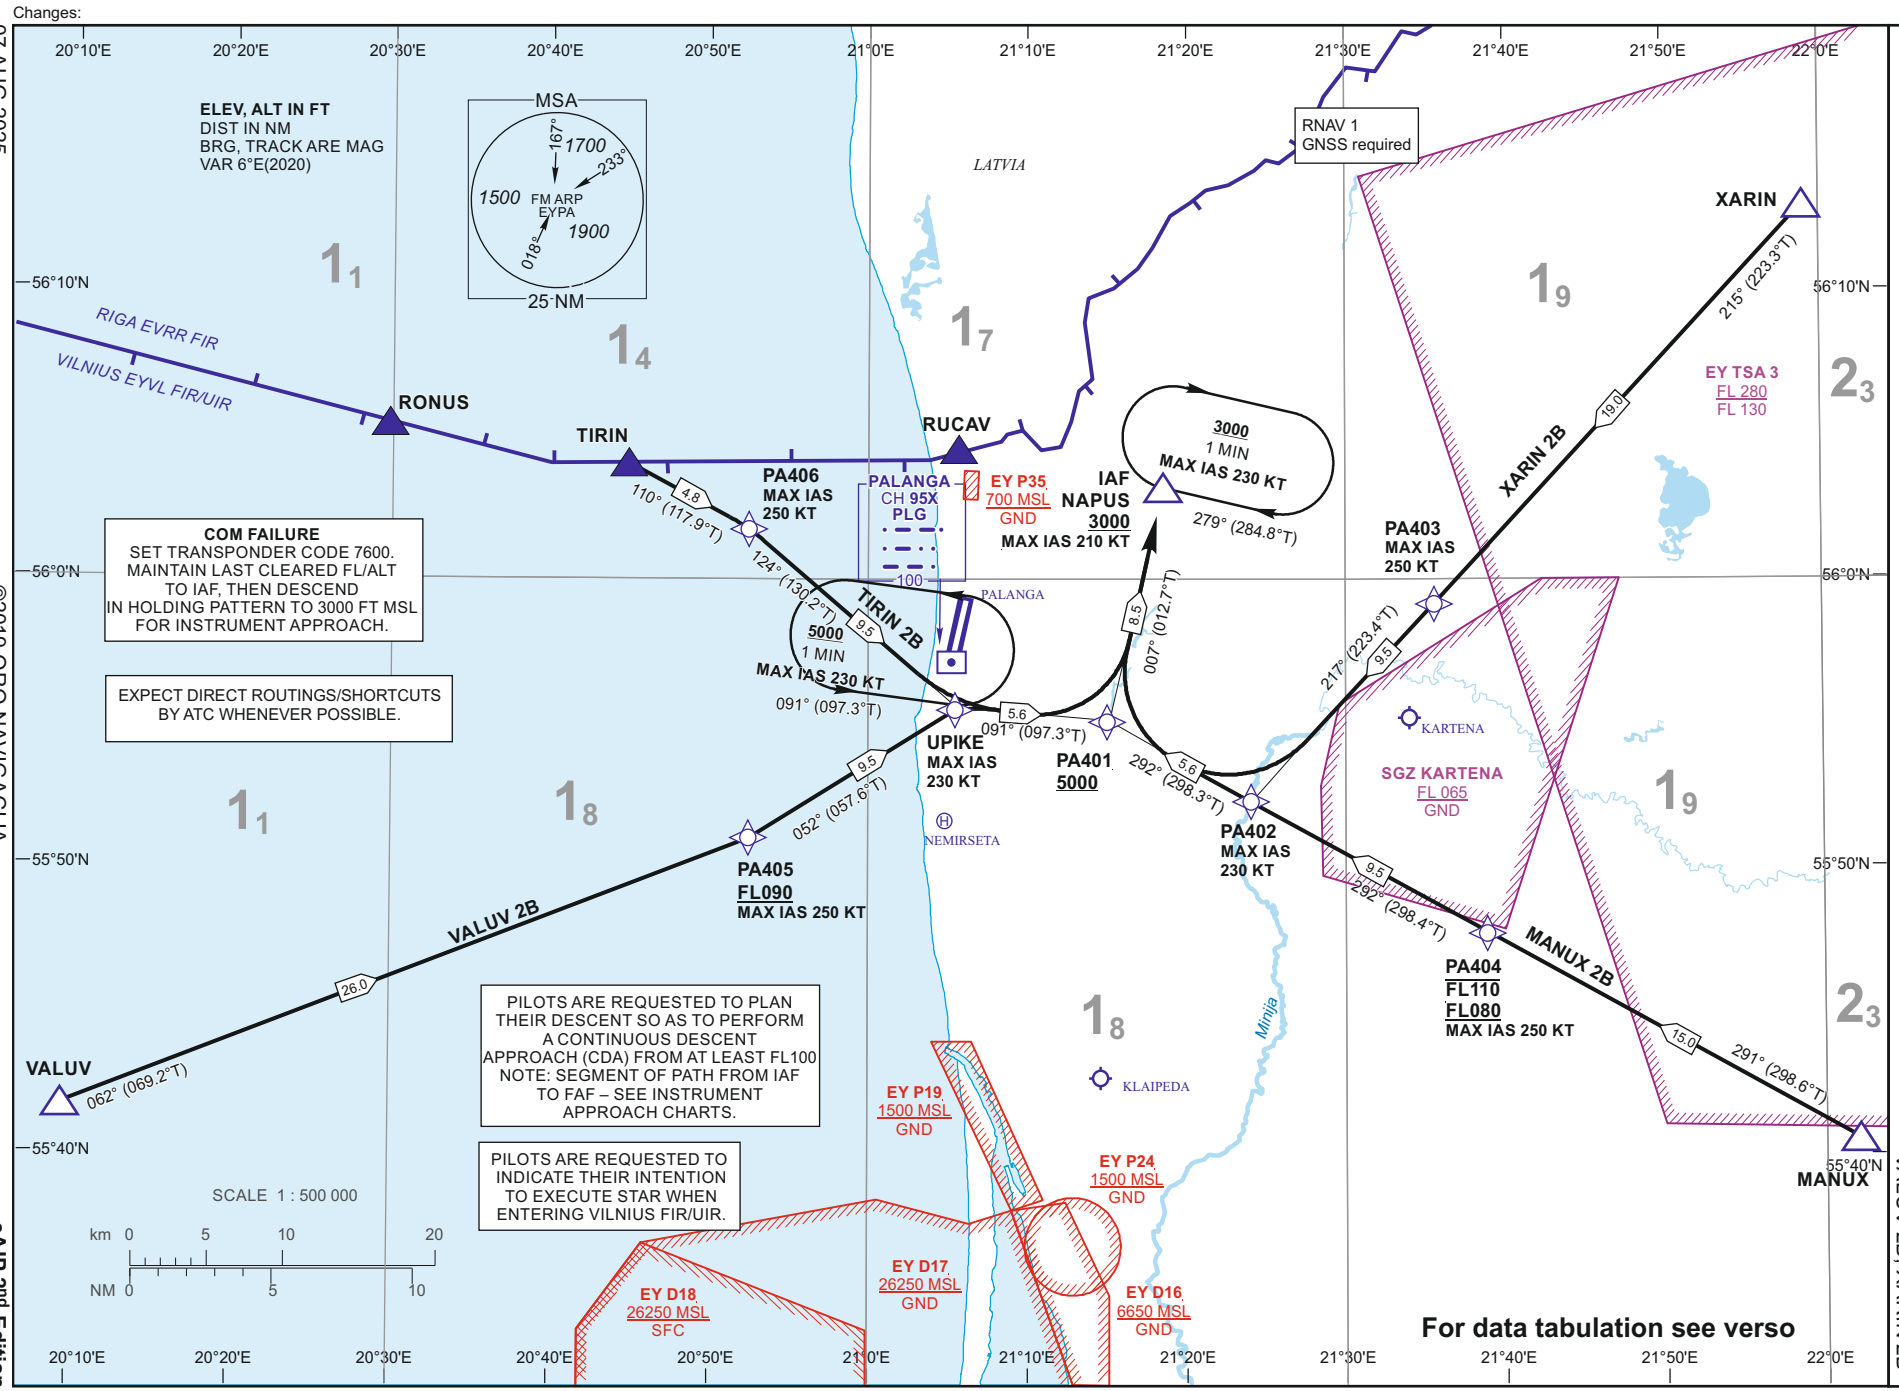 Changes:
20°10'E
20°20'E
20°30'E
20°40'E
20°50'E
21°0'E
21°10'E
21°20'E
21°30'E
21°40'E
21°50'E
22°0'E
ELEV, ALT IN FT
DIST IN NM
BRG, TRACK ARE MAG
VAR 6°E(2020)
MSA
167°
1700
233°
1500
FM ARP
EYPA
1900
018°
25 NM
LATVIA
RNAV 1
GNSS required
XARIN
215° (223.3°T)
56°10'N
56°10'N
1₁
1₄
1₇
1₉
2₃
RIGA EVRR FIR
VILNIUS EYVL FIR/UIR
EY TSA 3
FL 280
FL 130
19.0
XARIN 2B
RONUS
TIRIN
RUCAV
3000
1 MIN
MAX IAS 230 KT
279° (284.8°T)
IAF
NAPUS
3000
MAX IAS 210 KT
PA406
MAX IAS
250 KT
4.8
110° (117.9°T)
PALANGA
CH 95X
PLG
100
EY P35
700 MSL
GND
PA403
MAX IAS
250 KT
COM FAILURE
SET TRANSPONDER CODE 7600.
MAINTAIN LAST CLEARED FL/ALT
TO IAF, THEN DESCEND
IN HOLDING PATTERN TO 3000 FT MSL
FOR INSTRUMENT APPROACH.
56°0'N
56°0'N
124° (130.2°T)
TIRIN 2B
9.5
PALANGA
8.5
007° (012.7°T)
217° (223.4°T)
9.5
5000
1 MIN
MAX IAS 230 KT
091° (097.3°T)
EXPECT DIRECT ROUTINGS/SHORTCUTS
BY ATC WHENEVER POSSIBLE.
5.6
091° (097.3°T)
KARTENA
UPIKE
MAX IAS
230 KT
PA401
5000
5.6
292° (298.3°T)
SGZ KARTENA
FL 065
GND
9.5
052° (057.6°T)
1₁
1₈
1₉
NEMIRSETA
PA402
MAX IAS
230 KT
55°50'N
55°50'N
PA405
FL090
MAX IAS 250 KT
9.5
292° (298.4°T)
VALUV 2B
26.0
MANUX 2B
PA404
FL110
FL080
MAX IAS 250 KT
PILOTS ARE REQUESTED TO PLAN
THEIR DESCENT SO AS TO PERFORM
A CONTINUOUS DESCENT
APPROACH (CDA) FROM AT LEAST FL100
NOTE: SEGMENT OF PATH FROM IAF
TO FAF – SEE INSTRUMENT
APPROACH CHARTS.
1₈
2₃
Minija
15.0
291° (298.6°T)
VALUV
062° (069.2°T)
EY P19
1500 MSL
GND
KLAIPEDA
55°40'N
55°40'N
MANUX
PILOTS ARE REQUESTED TO
INDICATE THEIR INTENTION
TO EXECUTE STAR WHEN
ENTERING VILNIUS FIR/UIR.
EY P24
1500 MSL
GND
SCALE 1 : 500 000
km 0 5 10 20
NM 0 5 10
EY D18
26250 MSL
SFC
EY D17
26250 MSL
GND
EY D16
6650 MSL
GND
For data tabulation see verso
20°10'E
20°20'E
20°30'E
20°40'E
20°50'E
21°0'E
21°10'E
21°20'E
21°30'E
21°40'E
21°50'E
22°0'E